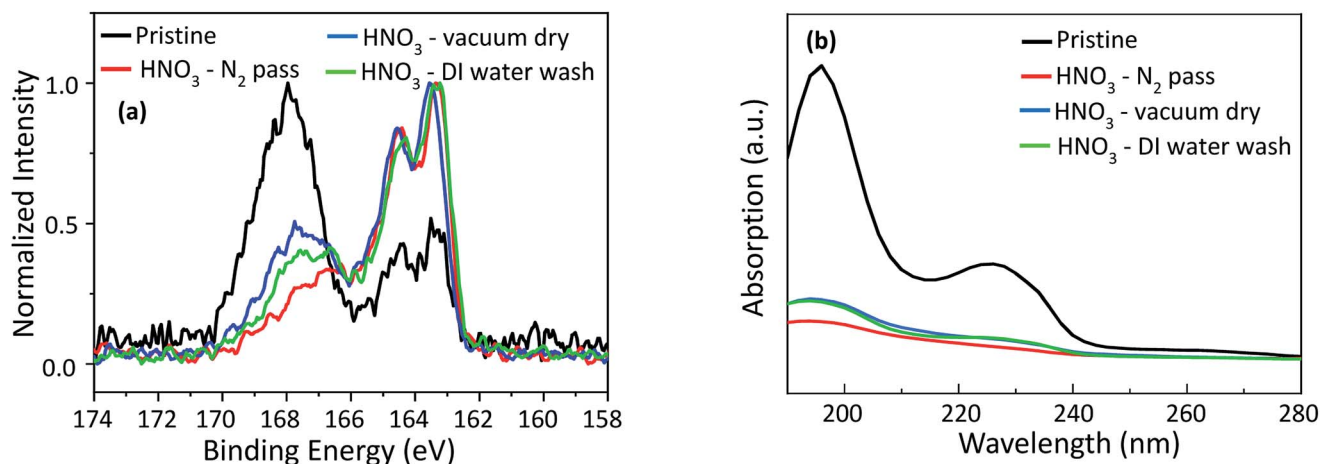 Pristine
HNO₃ - N₂ pass
HNO₃ - vacuum dry
HNO₃ - DI water wash
(a)
Normalized Intensity
1.0
0.5
0.0
174 172 170 168 166 164 162 160 158
Binding Energy (eV)
(b)
Pristine
HNO₃ - N₂ pass
HNO₃ - vacuum dry
HNO₃ - DI water wash
Absorption (a.u.)
200 220 240 260 280
Wavelength (nm)